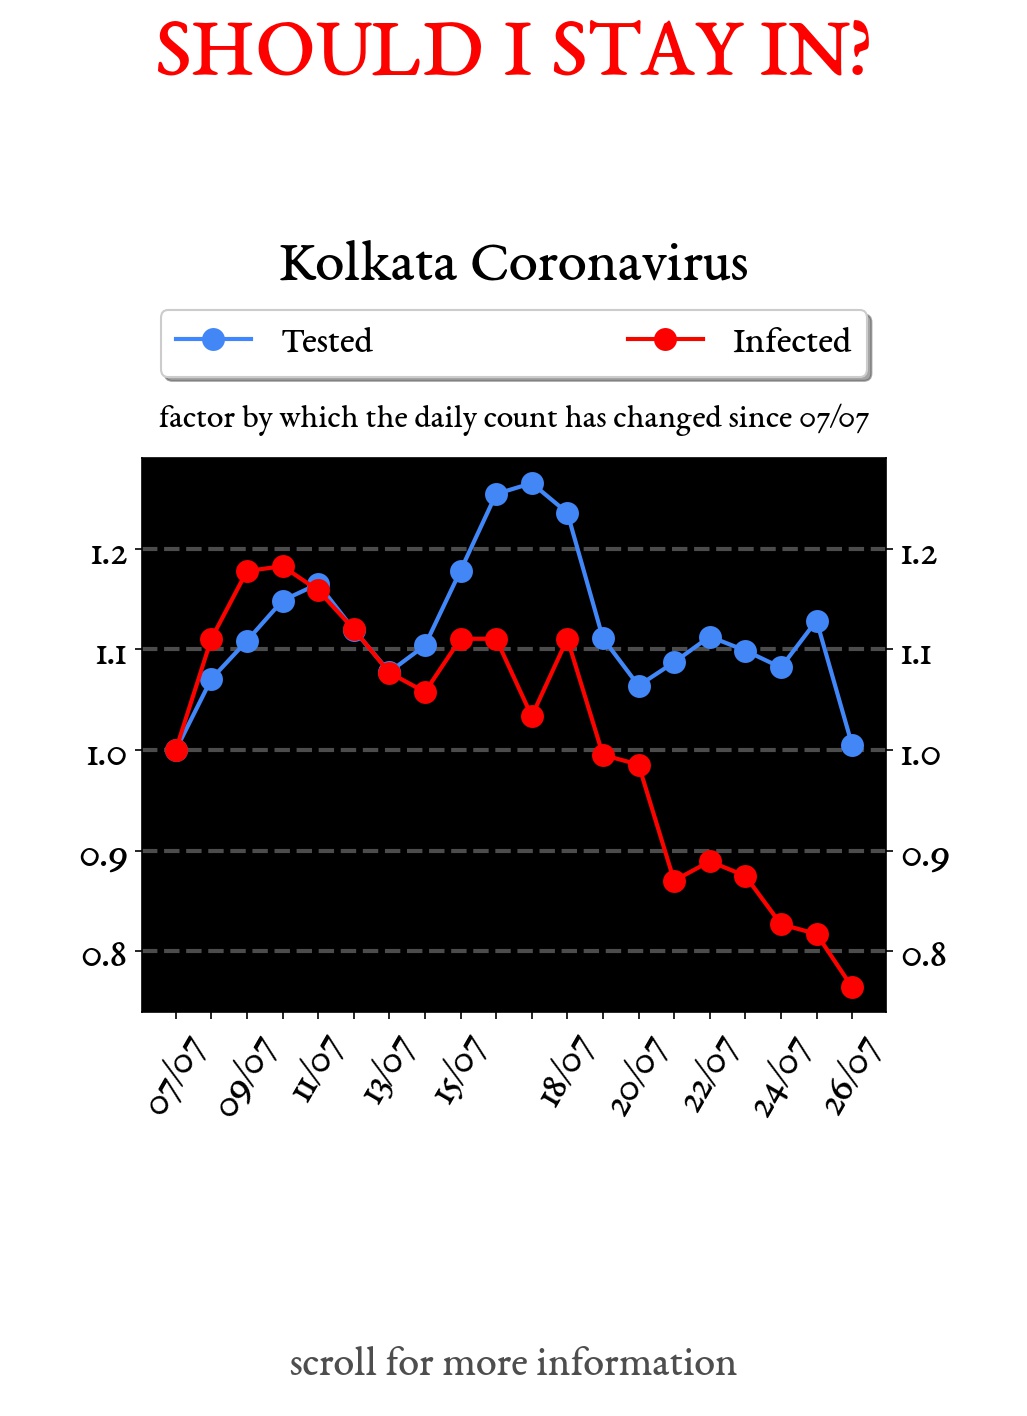 SHOULD I STAY IN?
Kolkata Coronavirus
Tested Infected
factor by which the daily count has changed since 07/07
1.2 1.2
1.1 1.1
1.0 1.0
0.9 0.9
0.8 0.8
07/07 09/07 11/07 13/07 15/07 18/07 20/07 22/07 24/07 26/07
scroll for more information